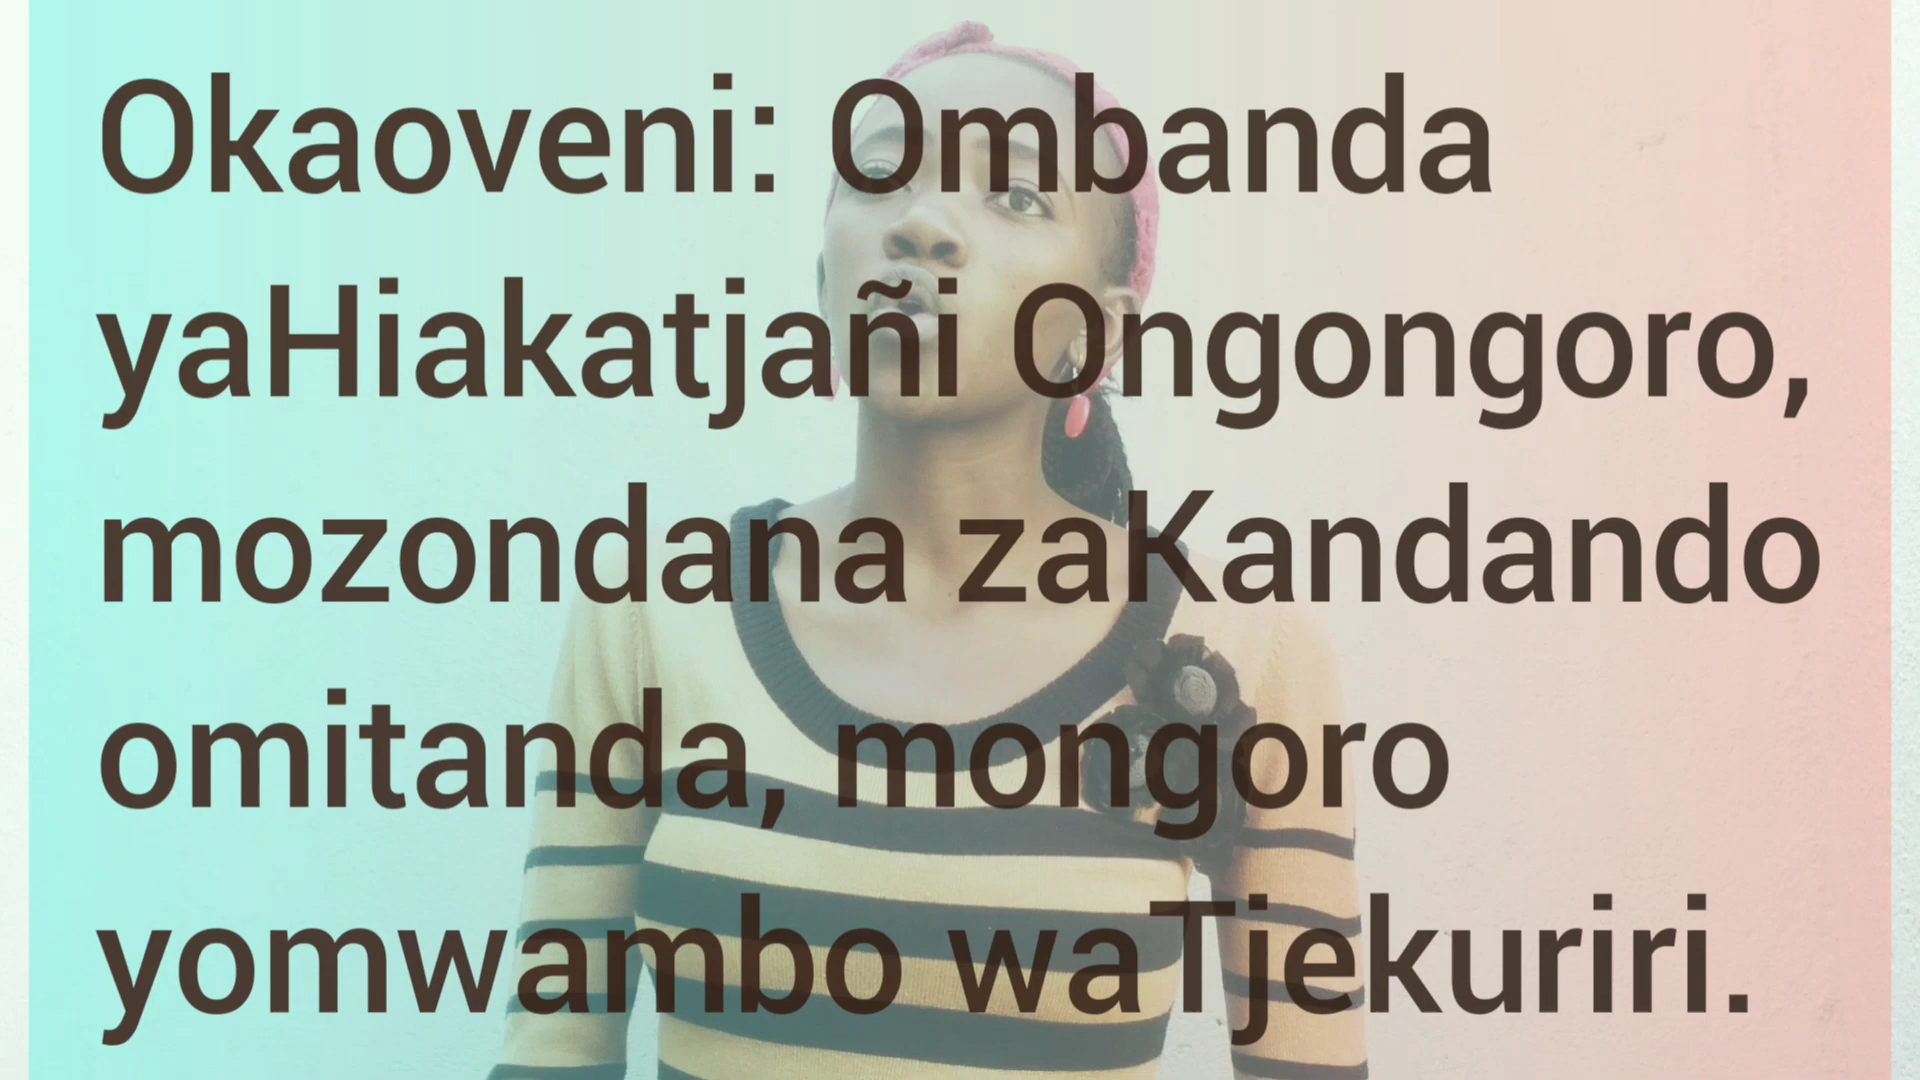 Okaoveni: Ombanda
yaHiakatjañi Ongongoro,
mozondana zaKandando
omitanda, mongoro
yomwambo waTjekuriri.